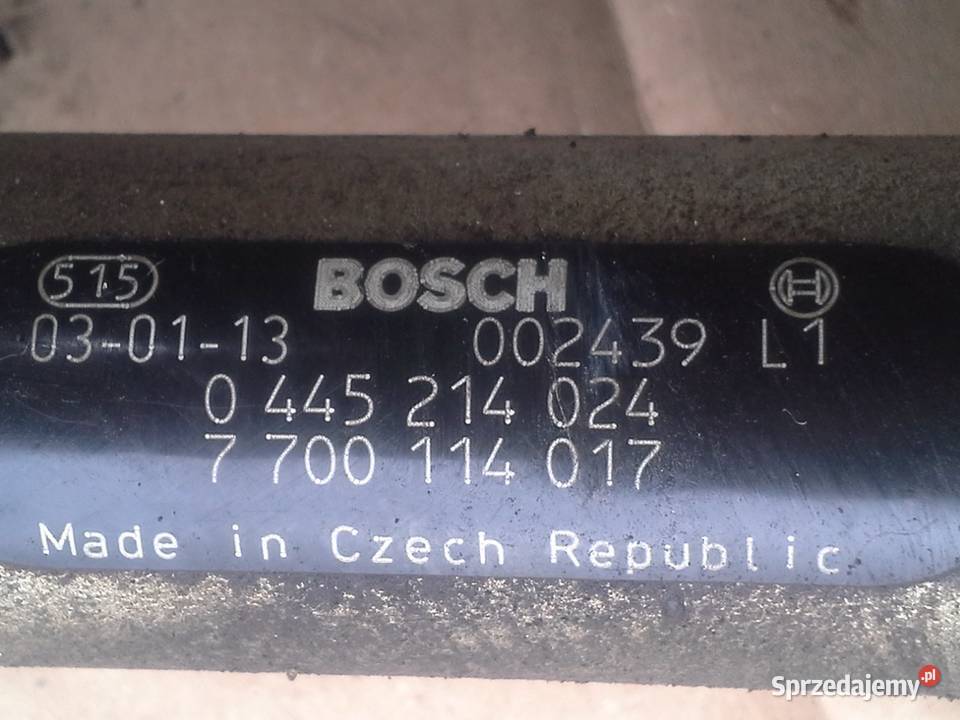 515 BOSCH
03-01-13 002439 L1
0 445 214 024
7 700 114 017
Made in Czech Republic
Sprzedajemy.pl